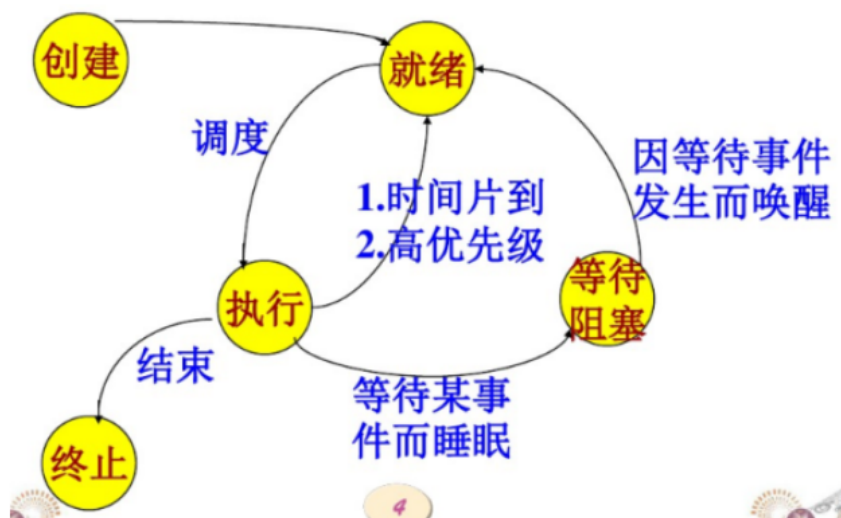 创建
就绪
调度
因等待事件
发生而唤醒
1.时间片到
2.高优先级
执行
等待
阻塞
结束
等待某事
件而睡眠
终止
4